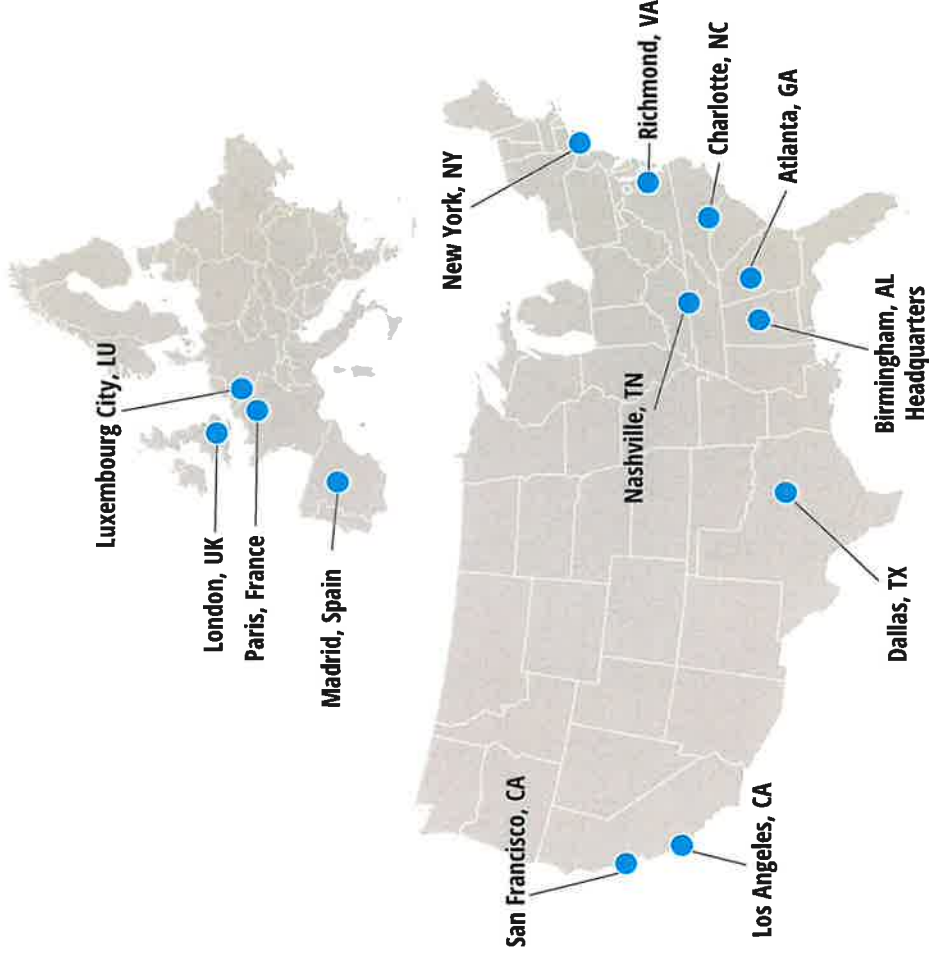 San Francisco, CA
Los Angeles, CA
Dallas, TX
Nashville, TN
Birmingham, AL
Headquarters
Atlanta, GA
Charlotte, NC
Richmond, VA
New York, NY
Luxembourg City, LU
London, UK
Paris, France
Madrid, Spain